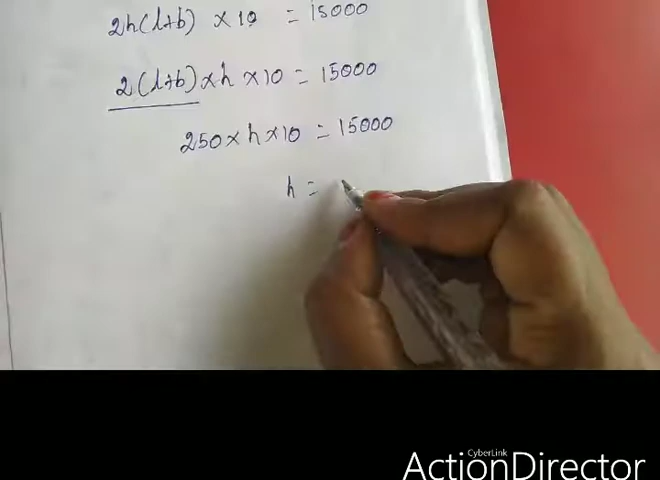 2h(l+b) × 10 = 15000
2(l+b) × h × 10 = 15000
250 × h × 10 = 15000
h =
CyberLink
ActionDirector